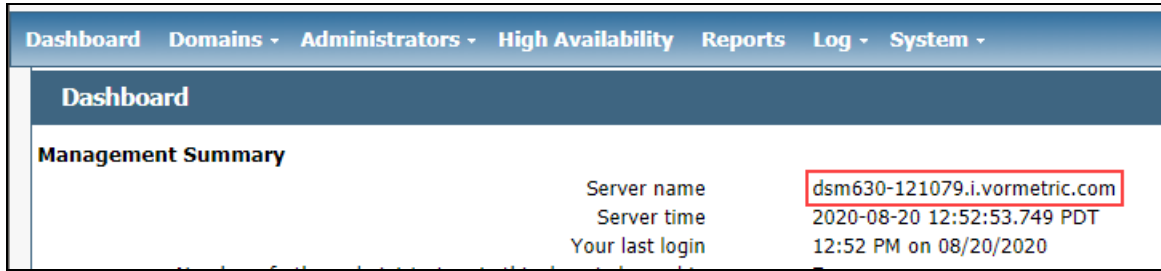 Dashboard Domains - Administrators - High Availability Reports Log - System -
Dashboard
Management Summary
Server name dsm630-121079.i.vormetric.com
Server time 2020-08-20 12:52:53.749 PDT
Your last login 12:52 PM on 08/20/2020